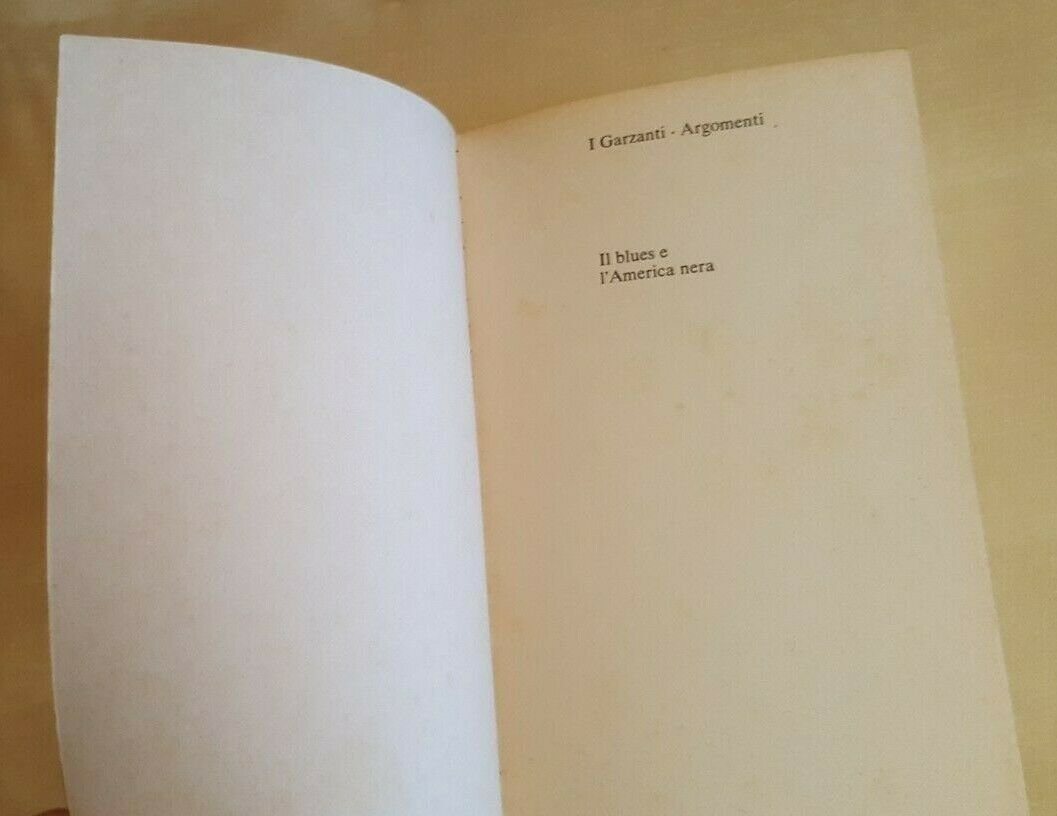 I Garzanti - Argomenti
Il blues e
l'America nera